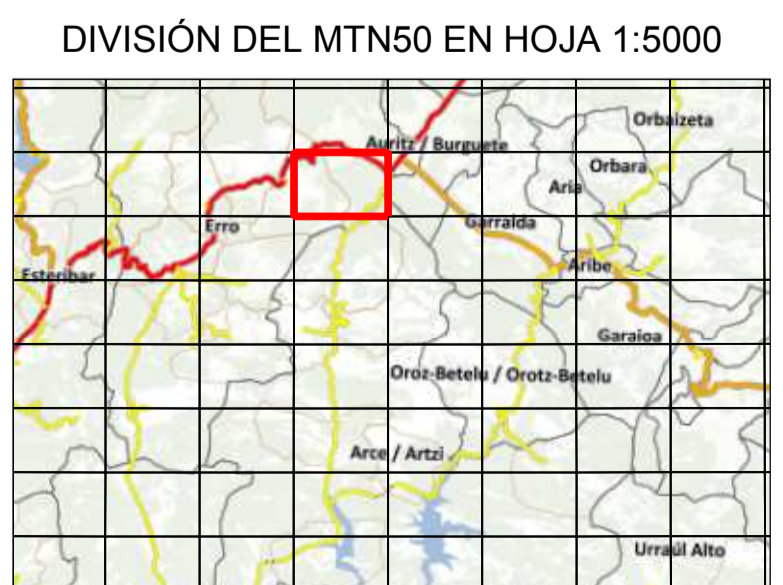 DIVISIÓN DEL MTN50 EN HOJA 1:5000
Orbaizeta
Auritz / Burguete
Orbara
Aria
Garralda
Erro
Aribe
Esteribar
Garaioa
Oroz-Betelu / Orotz-Betelu
Arce / Artzi
Urraúl Alto